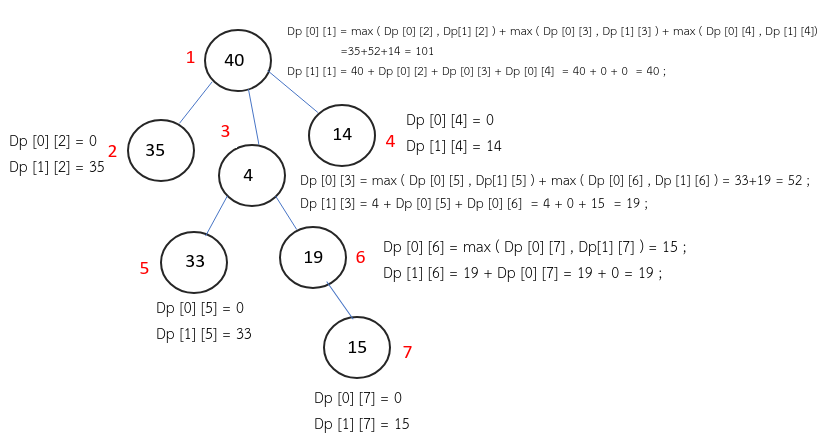 Dp [0] [1] = max ( Dp [0] [2] , Dp[1] [2] ) + max ( Dp [0] [3] , Dp [1] [3] ) + max ( Dp [0] [4] , Dp [1] [4])
=35+52+14 = 101
Dp [1] [1] = 40 + Dp [0] [2] + Dp [0] [3] + Dp [0] [4] = 40 + 0 + 0 = 40 ;
1
40
Dp [0] [2] = 0
Dp [1] [2] = 35
2
35
3
4
14
4
Dp [0] [4] = 0
Dp [1] [4] = 14
Dp [0] [3] = max ( Dp [0] [5] , Dp[1] [5] ) + max ( Dp [0] [6] , Dp [1] [6] ) = 33+19 = 52 ;
Dp [1] [3] = 4 + Dp [0] [5] + Dp [0] [6] = 4 + 0 + 15 = 19 ;
5
33
19
6
Dp [0] [6] = max ( Dp [0] [7] , Dp[1] [7] ) = 15 ;
Dp [1] [6] = 19 + Dp [0] [7] = 19 + 0 = 19 ;
Dp [0] [5] = 0
Dp [1] [5] = 33
15
7
Dp [0] [7] = 0
Dp [1] [7] = 15